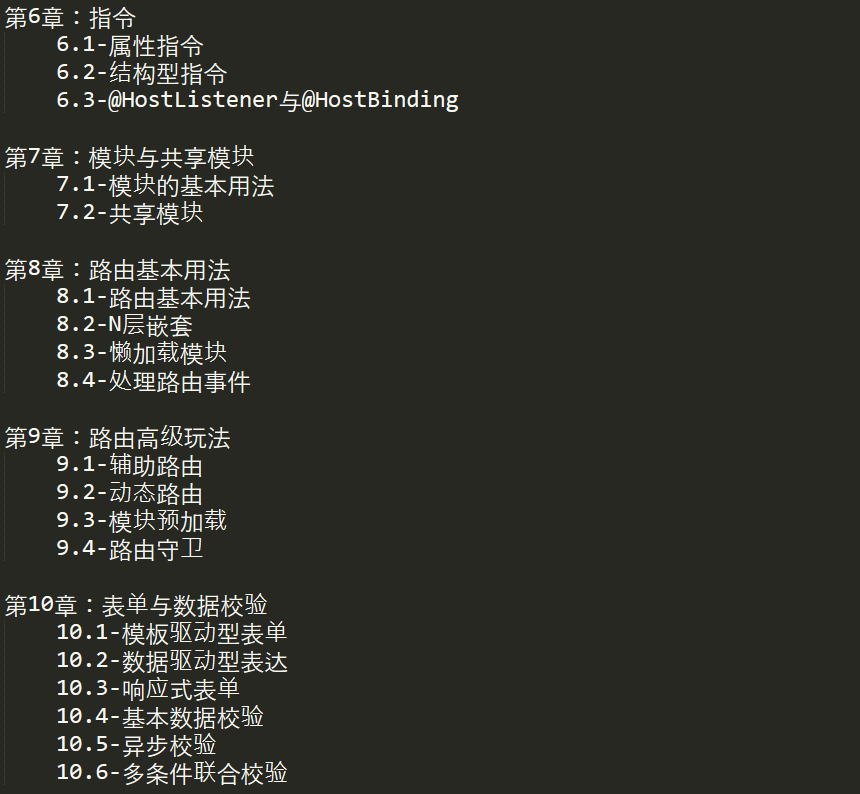 第6章：指令
6.1-属性指令
6.2-结构型指令
6.3-@HostListener与@HostBinding
第7章：模块与共享模块
7.1-模块的基本用法
7.2-共享模块
第8章：路由基本用法
8.1-路由基本用法
8.2-N层嵌套
8.3-懒加载模块
8.4-处理路由事件
第9章：路由高级玩法
9.1-辅助路由
9.2-动态路由
9.3-模块预加载
9.4-路由守卫
第10章：表单与数据校验
10.1-模板驱动型表单
10.2-数据驱动型表达
10.3-响应式表单
10.4-基本数据校验
10.5-异步校验
10.6-多条件联合校验